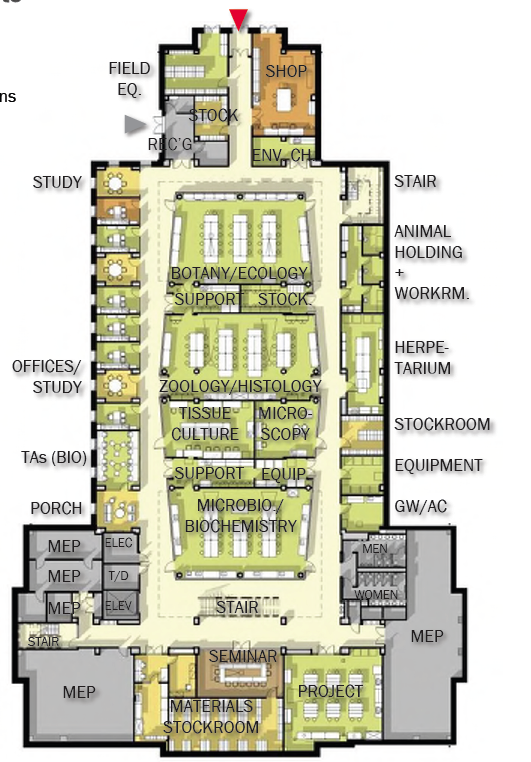 ns
FIELD
EQ.
SHOP
STOCK
REC'G
ENV. CH.
STUDY
STAIR
ANIMAL
HOLDING
+
WORKRM.
BOTANY/ECOLOGY
SUPPORT
STOCK.
HERPE-
TARIUM
OFFICES/
STUDY
ZOOLOGY/HISTOLOGY
TISSUE
CULTURE
MICRO-
SCOPY
STOCKROOM
TAs (BIO)
SUPPORT
EQUIP.
EQUIPMENT
PORCH
MICROBIO./
BIOCHEMISTRY
GW/AC
MEP
ELEC
MEN
MEP
T/D
WOMEN
MEP
ELEV
STAIR
STAIR
MEP
SEMINAR
MEP
MATERIALS
STOCKROOM
PROJECT